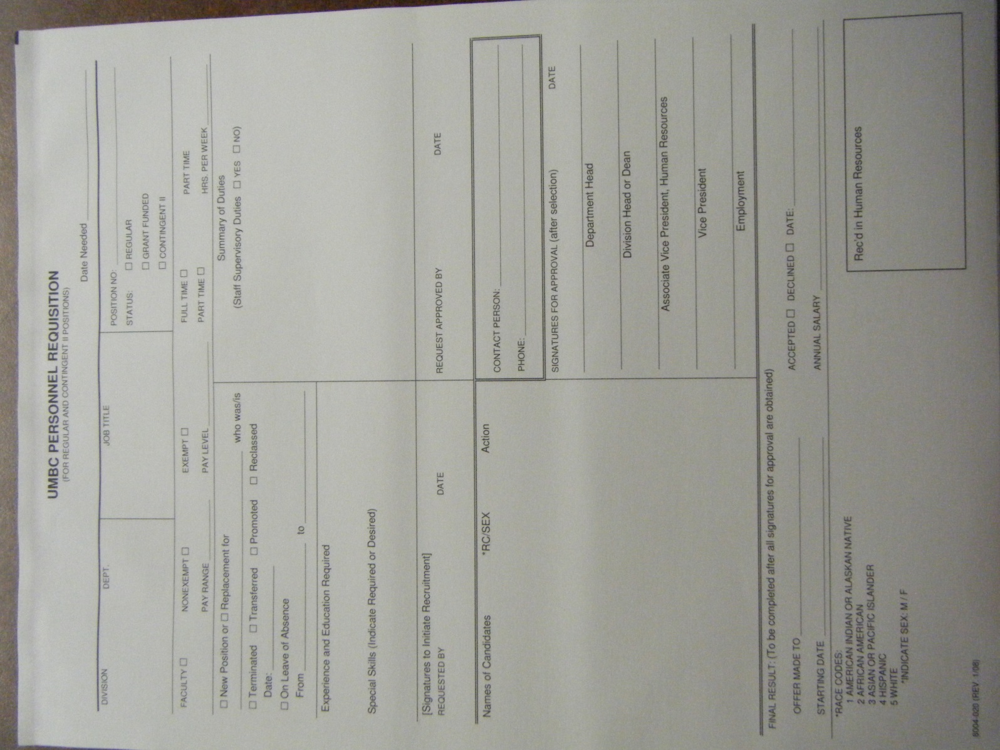 UMBC PERSONNEL REQUISITION
(FOR REGULAR AND CONTINGENT II POSITIONS)
Date Needed
DIVISION DEPT. JOB TITLE POSITION NO:
STATUS: ☐ REGULAR
☐ GRANT FUNDED
☐ CONTINGENT II
FACULTY ☐ NONEXEMPT ☐ EXEMPT ☐ FULL TIME ☐ PART TIME
PAY RANGE PAY LEVEL PART TIME ☐ HRS. PER WEEK
☐ New Position or ☐ Replacement for
who was/is
☐ Terminated ☐ Transferred ☐ Promoted ☐ Reclassed
Date:
☐ On Leave of Absence
From to
Summary of Duties
(Staff Supervisory Duties ☐ YES ☐ NO)
Experience and Education Required
Special Skills (Indicate Required or Desired)
[Signatures to Initiate Recruitment]
REQUESTED BY DATE REQUEST APPROVED BY DATE
Names of Candidates *RC/SEX Action
CONTACT PERSON:
PHONE:
SIGNATURES FOR APPROVAL (after selection) DATE
Department Head
Division Head or Dean
Associate Vice President, Human Resources
Vice President
Employment
FINAL RESULT: (To be completed after all signatures for approval are obtained)
OFFER MADE TO ACCEPTED ☐ DECLINED ☐ DATE:
STARTING DATE ANNUAL SALARY
*RACE CODES:
1 AMERICAN INDIAN OR ALASKAN NATIVE
2 AFRICAN AMERICAN
3 ASIAN OR PACIFIC ISLANDER
4 HISPANIC
5 WHITE
*INDICATE SEX: M / F
Rec'd in Human Resources
8004-020 (REV 1/08)